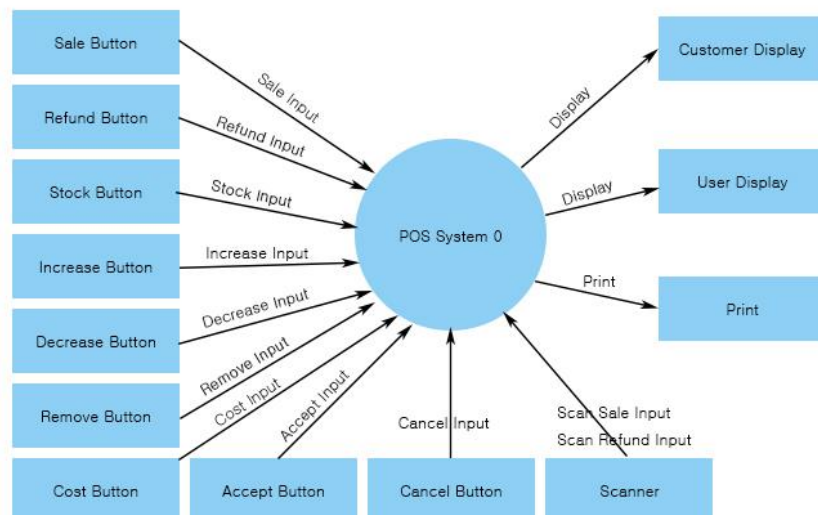 Sale Button
Customer Display
Sale Input
Display
Refund Button
Refund Input
Stock Button
Stock Input
Display
User Display
POS System 0
Increase Button
Increase Input
Print
Print
Decrease Button
Decrease Input
Remove Button
Remove Input
Cost Input
Accept Input
Cancel Input
Scan Sale Input
Scan Refund Input
Cost Button
Accept Button
Cancel Button
Scanner